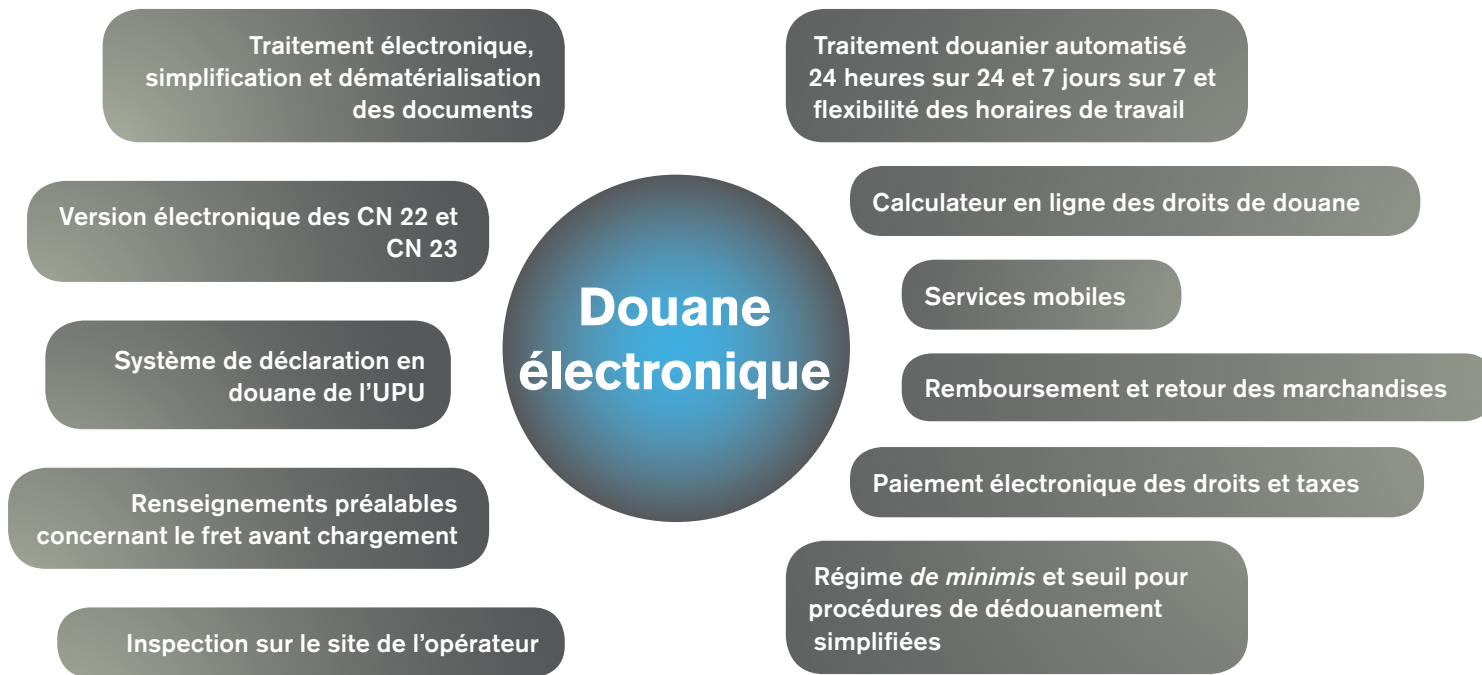 Traitement électronique,
simplification et dématérialisation
des documents
Version électronique des CN 22 et
CN 23
Système de déclaration en
douane de l’UPU
Renseignements préalables
concernant le fret avant chargement
Inspection sur le site de l’opérateur
Douane
électronique
Traitement douanier automatisé
24 heures sur 24 et 7 jours sur 7 et
flexibilité des horaires de travail
Calculateur en ligne des droits de douane
Services mobiles
Remboursement et retour des marchandises
Paiement électronique des droits et taxes
Régime de minimis et seuil pour
procédures de dédouanement
simplifiées